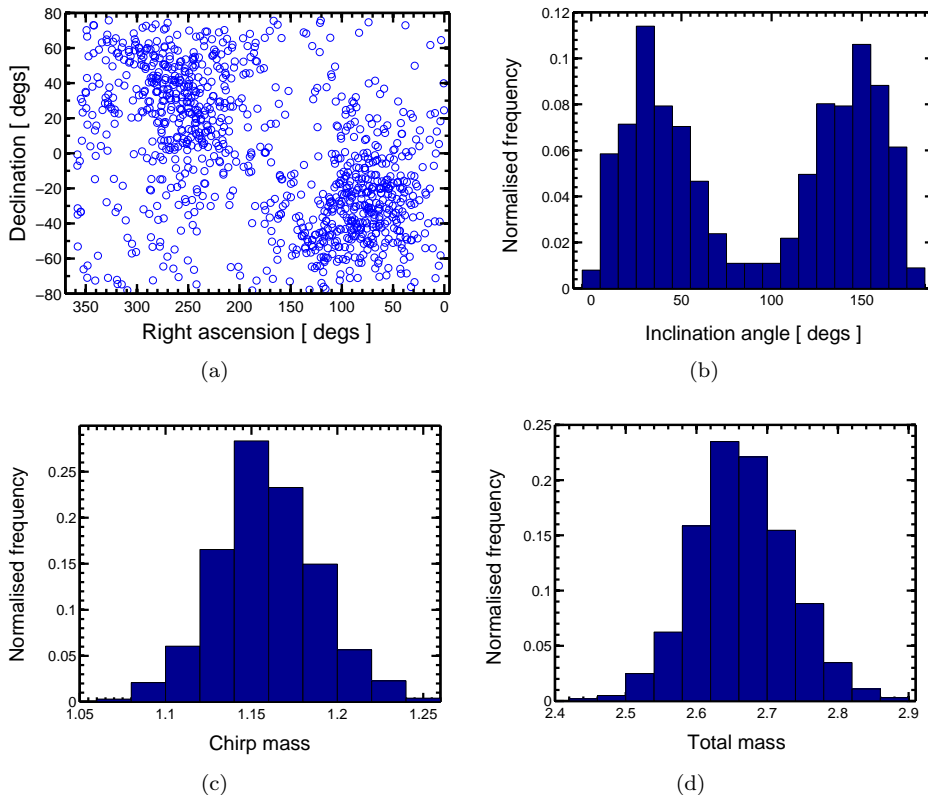 80
60
40
20
0
−20
−40
−60
−80
Declination [ degs ]
350 300 250 200 150 100 50 0
Right ascension [ degs ]
(a)
0.12
0.1
0.08
0.06
0.04
0.02
0
Normalised frequency
0 50 100 150
Inclination angle [ degs ]
(b)
0.25
0.2
0.15
0.1
0.05
0
Normalised frequency
1.05 1.1 1.15 1.2 1.25
Chirp mass
(c)
0.25
0.2
0.15
0.1
0.05
0
Normalised frequency
2.4 2.5 2.6 2.7 2.8 2.9
Total mass
(d)